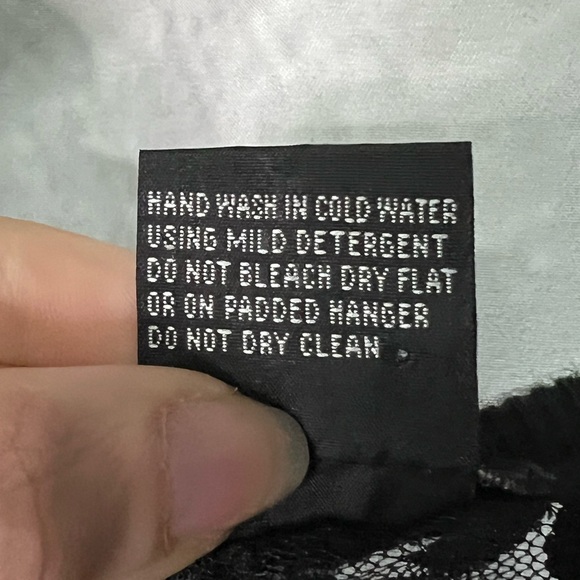 HAND WASH IN COLD WATER
USING MILD DETERGENT
DO NOT BLEACH DRY FLAT
OR ON PADDED HANGER
DO NOT DRY CLEAN